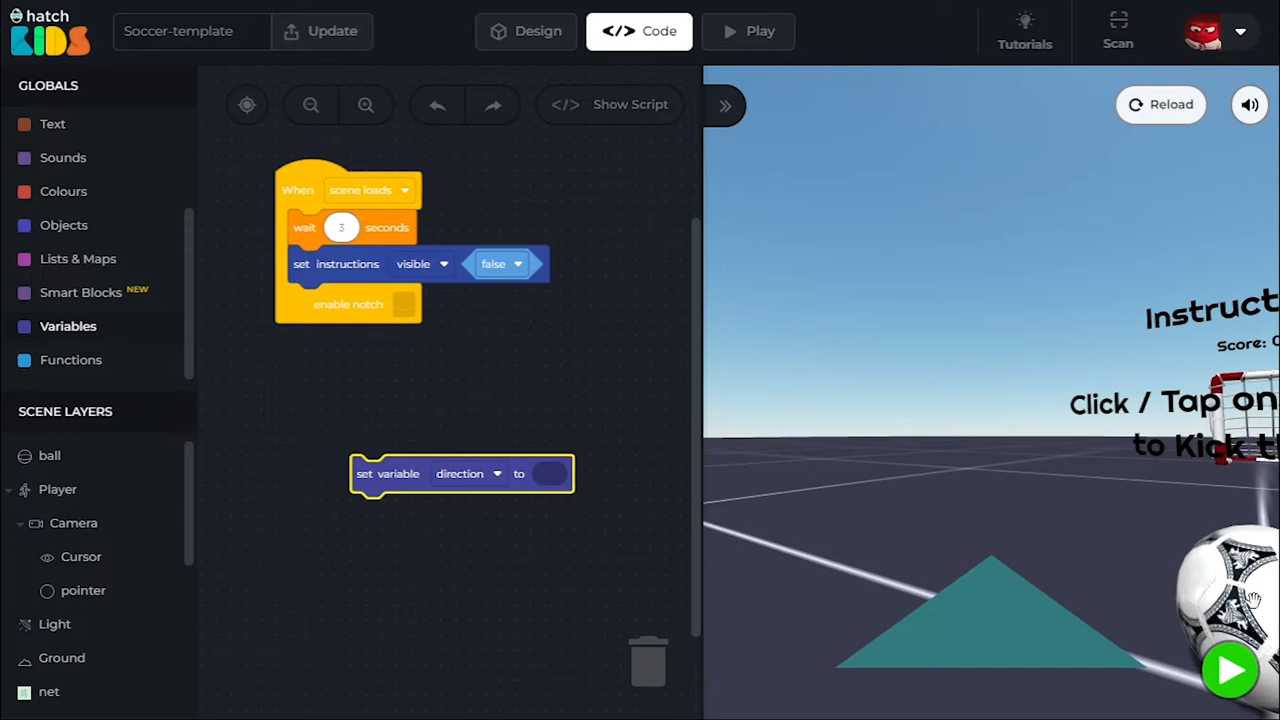 hatch
KIDS
Soccer-template
Update
Design
</> Code
Play
Tutorials
Scan
GLOBALS
Text
Sounds
Colours
Objects
Lists & Maps
Smart Blocks NEW
Variables
Functions
SCENE LAYERS
ball
Player
Camera
Cursor
pointer
Light
Ground
net
</> Show Script
When scene loads
wait 3 seconds
set instructions visible false
enable notch
set variable direction to
Reload
Score:
Click / Tap on
to Kick